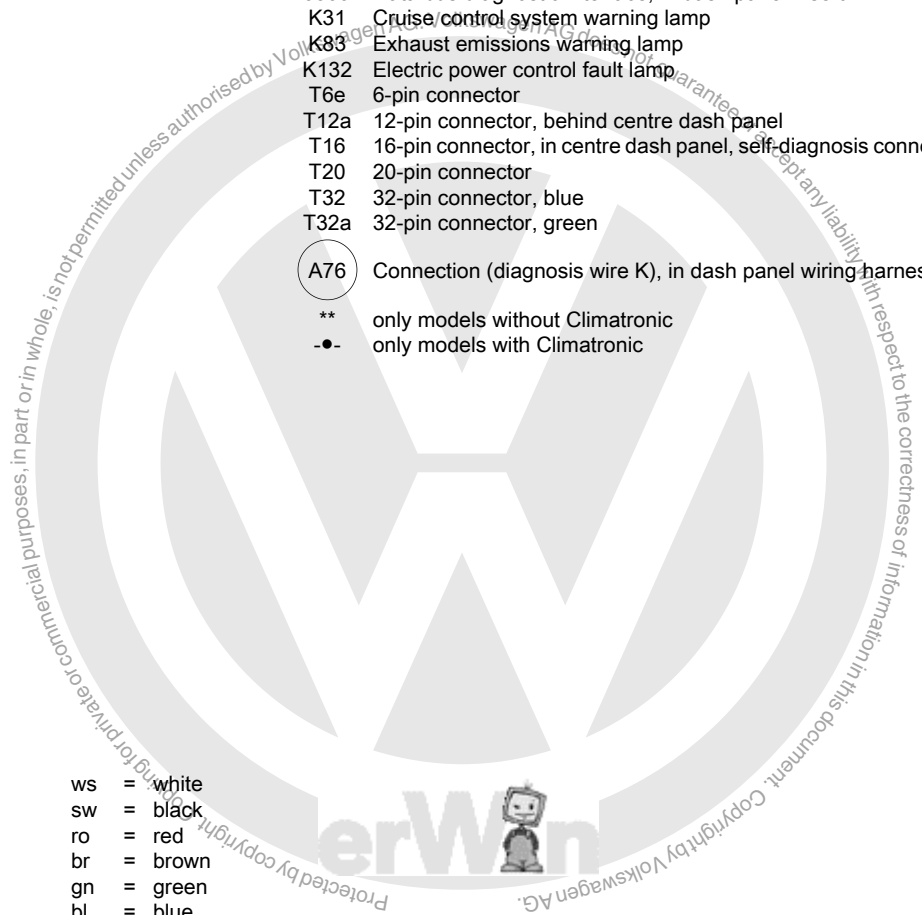 K31 Cruise control system warning lamp
K83 Exhaust emissions warning lamp
K132 Electric power control fault lamp
T6e 6-pin connector
T12a 12-pin connector, behind centre dash panel
T16 16-pin connector, in centre dash panel, self-diagnosis
T20 20-pin connector
T32 32-pin connector, blue
T32a 32-pin connector, green
A76 Connection (diagnosis wire K), in dash panel wiring
** only models without Climatronic
-●- only models with Climatronic
ws = white
sw = black
ro = red
br = brown
gn = green
bl = blue
erWin
Protected by copyright. Copying for private or commercial purposes, in part or in whole, is not permitted unless authorised by Volkswagen AG. Volkswagen AG does not guarantee or accept any liability with respect to the correctness of information in this document. Copyright by Volkswagen AG.